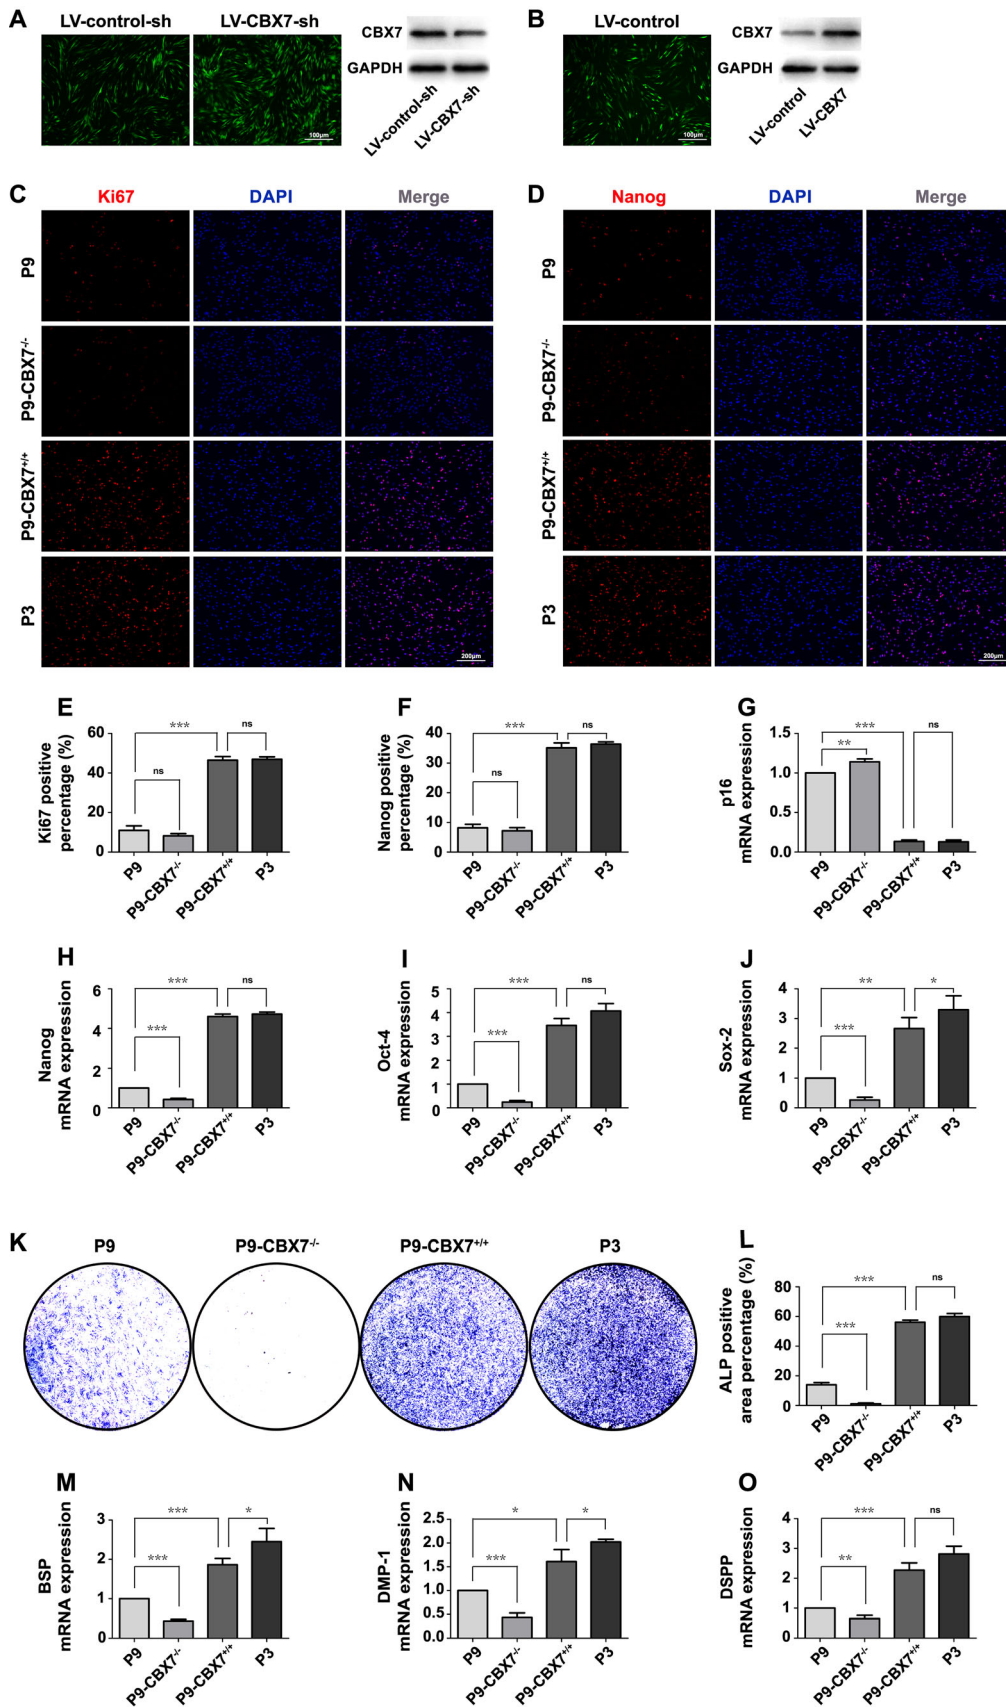 A
LV-control-sh
LV-CBX7-sh
CBX7
GAPDH
LV-control-sh
LV-CBX7-sh
100μm
B
LV-control
CBX7
GAPDH
LV-control
LV-CBX7
100μm
C
Ki67
DAPI
Merge
P9
P9-CBX7-/-
P9-CBX7+/+
P3
200μm
D
Nanog
DAPI
Merge
P9
P9-CBX7-/-
P9-CBX7+/+
P3
200μm
E
Ki67 positive
percentage (%)
60
40
20
0
***
ns
ns
P9
P9-CBX7-/-
P9-CBX7+/+
P3
F
Nanog positive
percentage (%)
40
30
20
10
0
***
ns
ns
P9
P9-CBX7-/-
P9-CBX7+/+
P3
G
p16
mRNA expression
1.5
1.0
0.5
0.0
***
ns
**
P9
P9-CBX7-/-
P9-CBX7+/+
P3
H
Nanog
mRNA expression
6
4
2
0
***
ns
***
P9
P9-CBX7-/-
P9-CBX7+/+
P3
I
Oct-4
mRNA expression
5
4
3
2
1
0
***
ns
***
P9
P9-CBX7-/-
P9-CBX7+/+
P3
J
Sox-2
mRNA expression
4
3
2
1
0
**
*
***
P9
P9-CBX7-/-
P9-CBX7+/+
P3
K
P9
P9-CBX7-/-
P9-CBX7+/+
P3
L
ALP positive
area percentage (%)
80
60
40
20
0
***
ns
***
P9
P9-CBX7-/-
P9-CBX7+/+
P3
M
BSP
mRNA expression
3
2
1
0
***
*
***
P9
P9-CBX7-/-
P9-CBX7+/+
P3
N
DMP-1
mRNA expression
2.5
2.0
1.5
1.0
0.5
0.0
*
*
***
P9
P9-CBX7-/-
P9-CBX7+/+
P3
O
DSPP
mRNA expression
4
3
2
1
0
***
ns
**
P9
P9-CBX7-/-
P9-CBX7+/+
P3